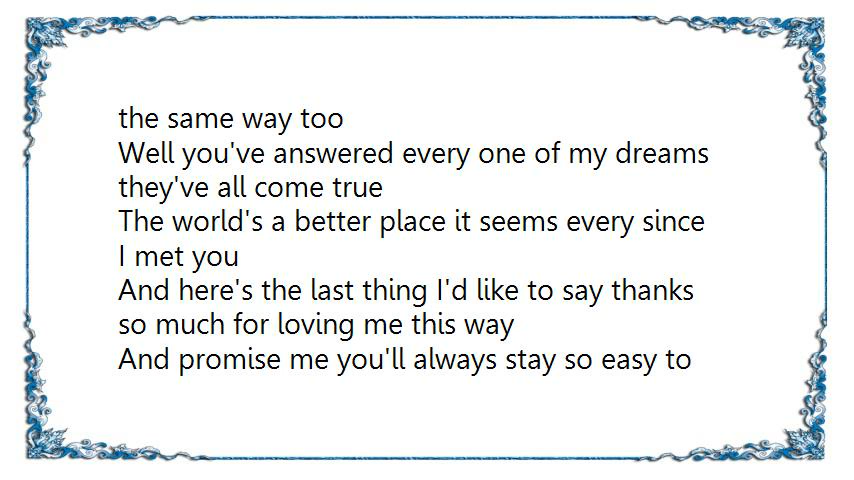 the same way too
Well you've answered every one of my dreams
they've all come true
The world's a better place it seems every since
I met you
And here's the last thing I'd like to say thanks
so much for loving me this way
And promise me you'll always stay so easy to